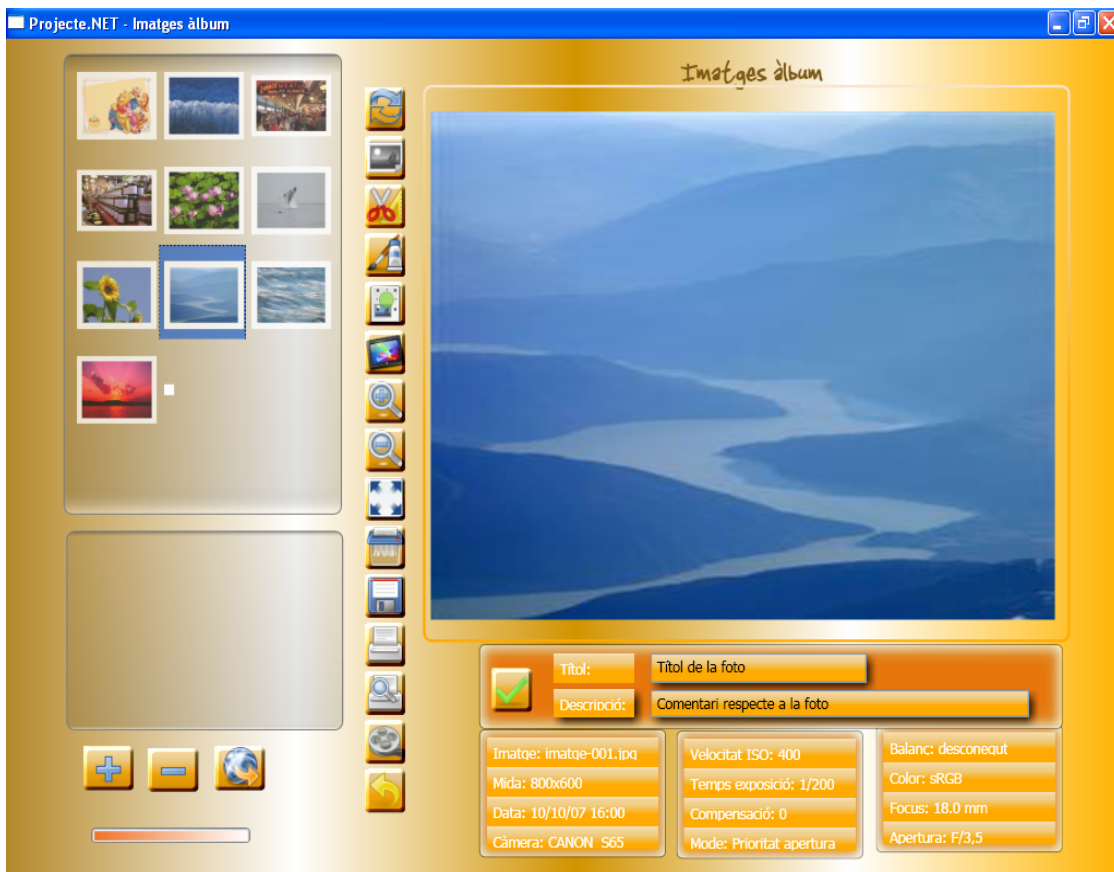 Projecte.NET - Imatges àlbum
Imatges àlbum
Títol:
Títol de la foto
Descripció:
Comentari respecte a la foto
Imatge: imatge-001.jpg
Mida: 800x600
Data: 10/10/07 16:00
Càmera: CANON S65
Velocitat ISO: 400
Temps exposició: 1/200
Compensació: 0
Mode: Prioritat apertura
Balanç: desconegut
Color: sRGB
Focus: 18.0 mm
Apertura: F/3,5